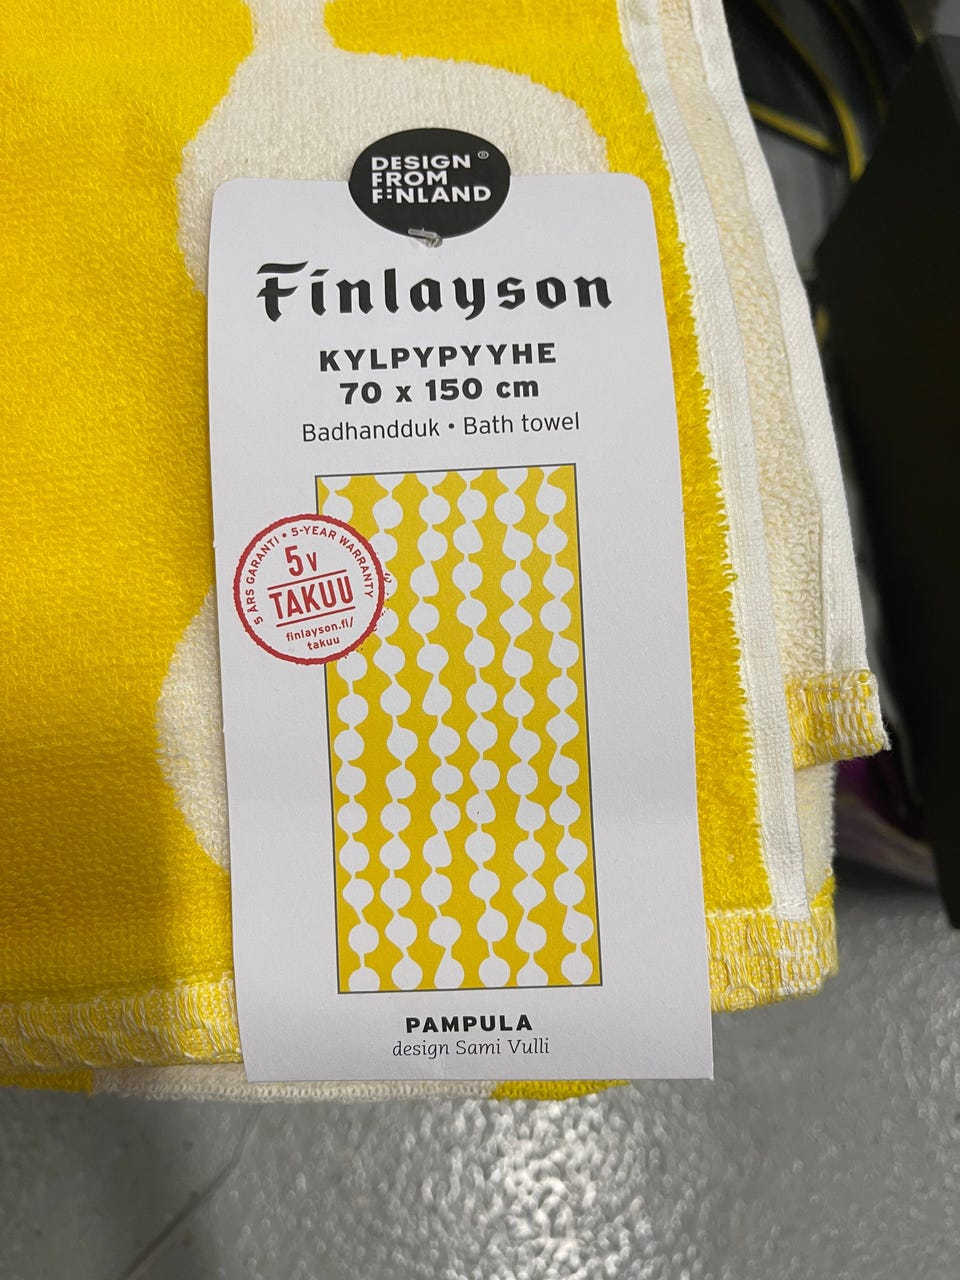 DESIGN ®
FROM
FINLAND
Finlayson
KYLPYPYYHE
70 x 150 cm
Badhandduk • Bath towel
5 ÅRS GARANTI • 5-YEAR WARRANTY
5v
TAKUU
finlayson.fi/
takuu
PAMPULA
design Sami Vulli